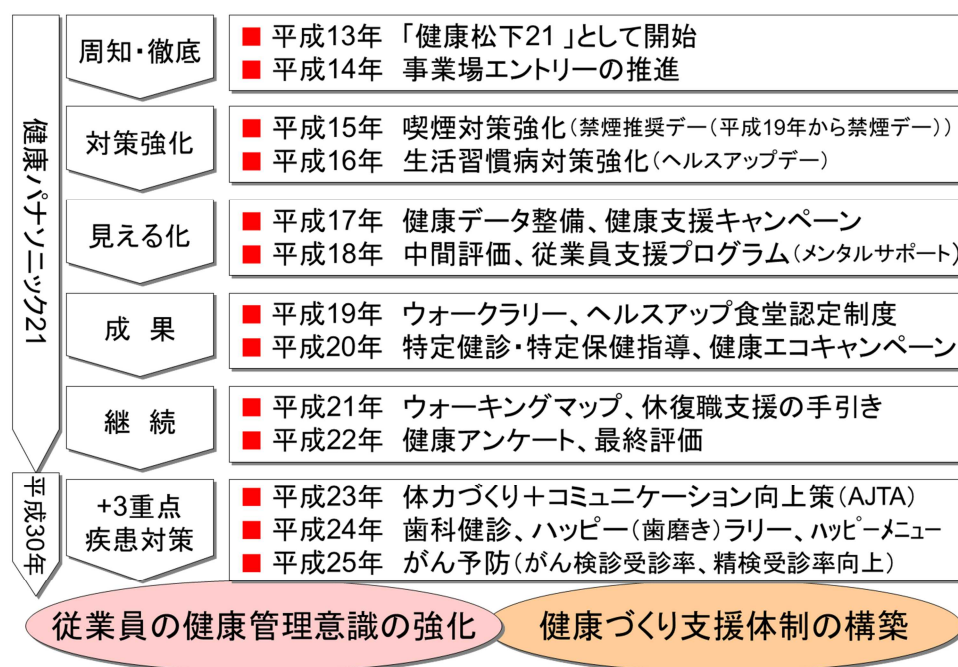 健康パナソニック21
平成30年
周知・徹底
■ 平成13年 「健康松下21」として開始
■ 平成14年 事業場エントリーの推進
対策強化
■ 平成15年 喫煙対策強化(禁煙推奨デー(平成19年から禁煙デー))
■ 平成16年 生活習慣病対策強化(ヘルスアップデー)
見える化
■ 平成17年 健康データ整備、健康支援キャンペーン
■ 平成18年 中間評価、従業員支援プログラム(メンタルサポート)
成 果
■ 平成19年 ウォークラリー、ヘルスアップ食堂認定制度
■ 平成20年 特定健診・特定保健指導、健康エコキャンペーン
継 続
■ 平成21年 ウォーキングマップ、休復職支援の手引き
■ 平成22年 健康アンケート、最終評価
+3重点
疾患対策
■ 平成23年 体力づくり+コミュニケーション向上策(AJTA)
■ 平成24年 歯科健診、ハッピー(歯磨き)ラリー、ハッピーメニュー
■ 平成25年 がん予防(がん検診受診率、精検受診率向上)
従業員の健康管理意識の強化
健康づくり支援体制の構築